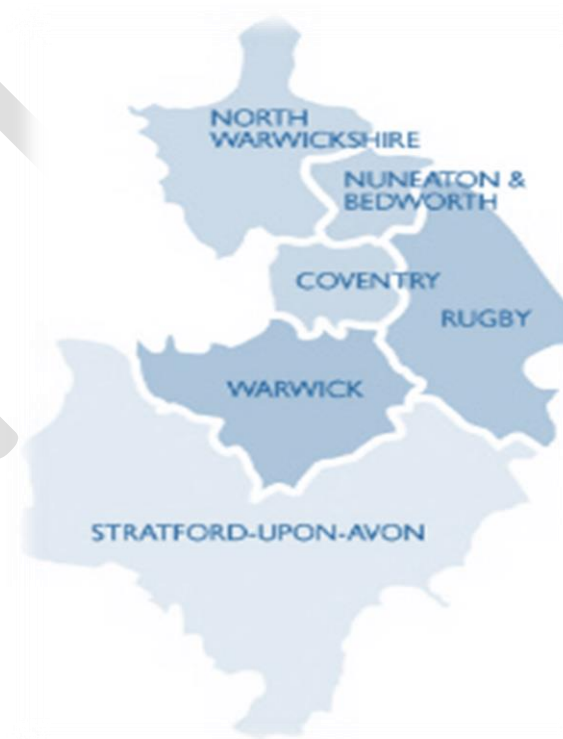 NORTH
WARWICKSHIRE
NUNEATON &
BEDWORTH
COVENTRY
RUGBY
WARWICK
STRATFORD-UPON-AVON